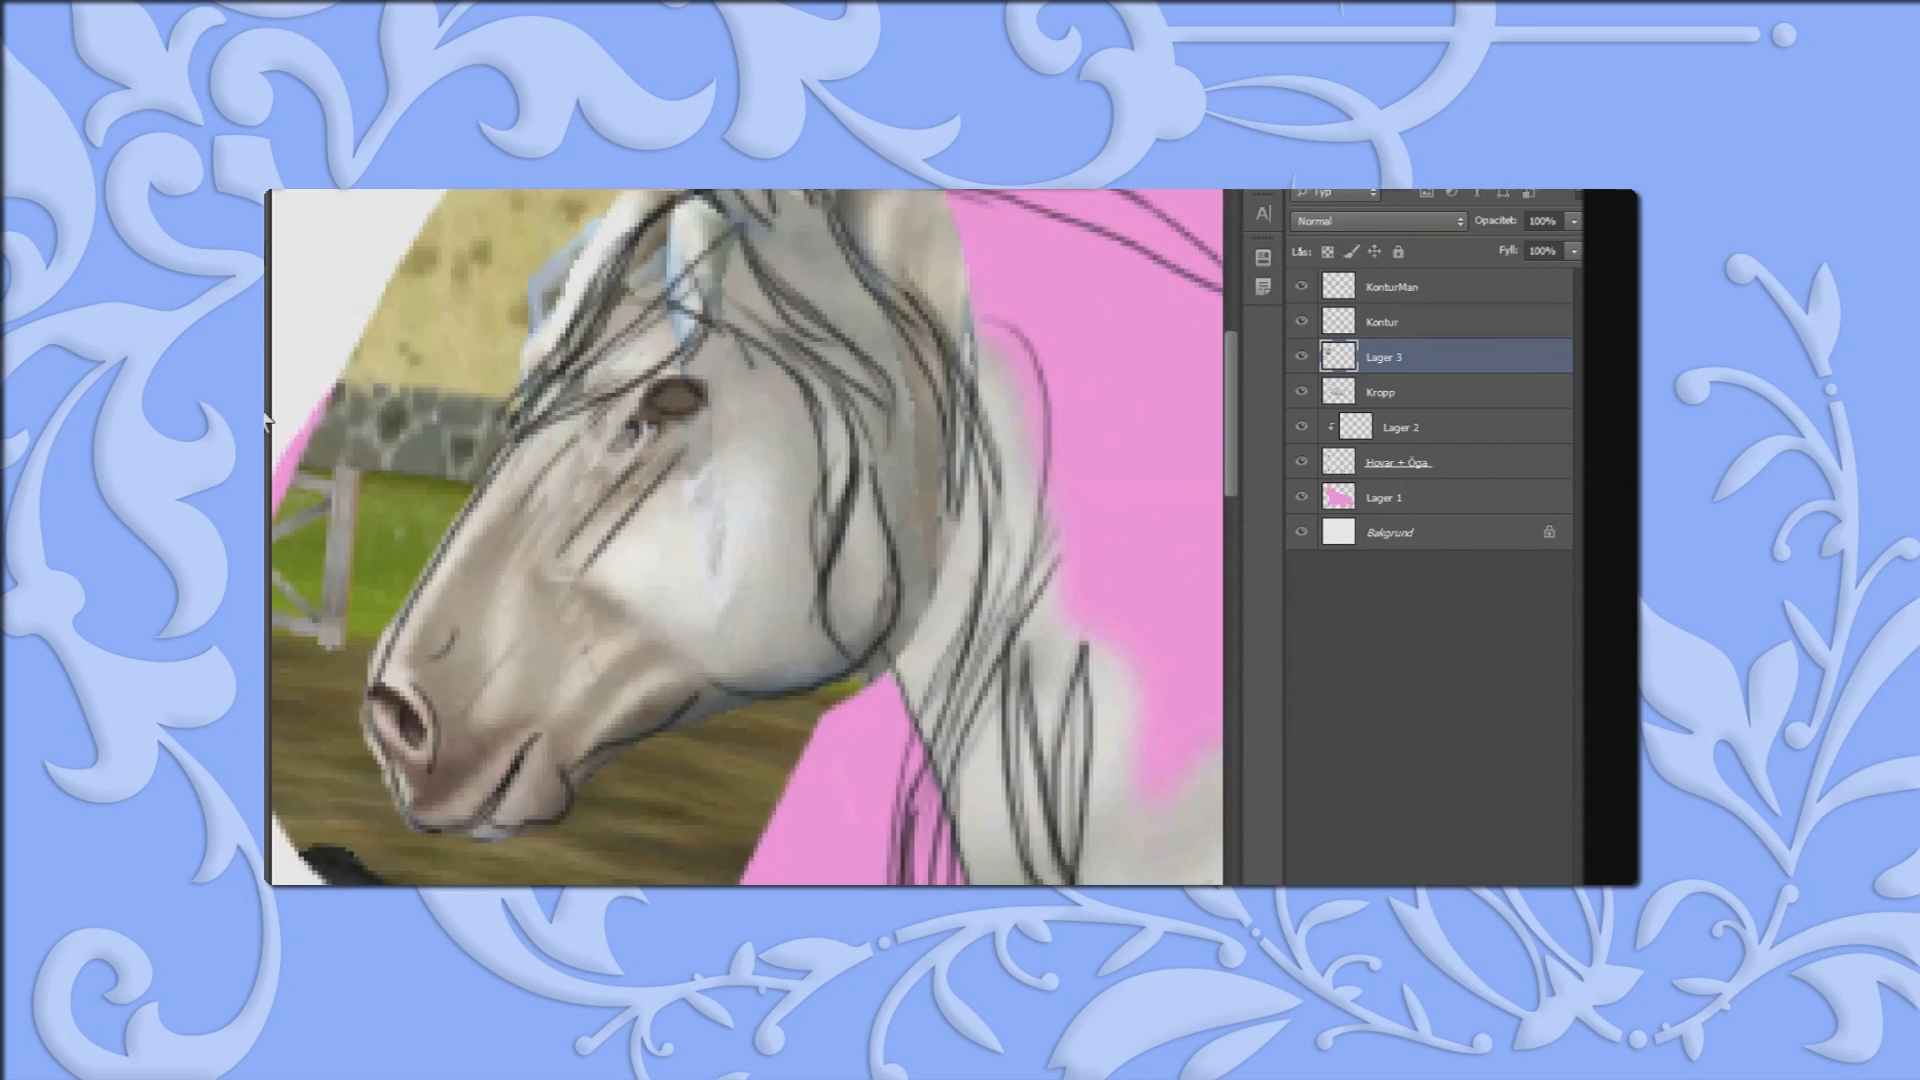 Typ
A|
Normal
Opacitet: 100%
Lås:
Fyll: 100%
KonturMan
Kontur
Lager 3
Kropp
Lager 2
Hovar + Öga
Lager 1
Bakgrund